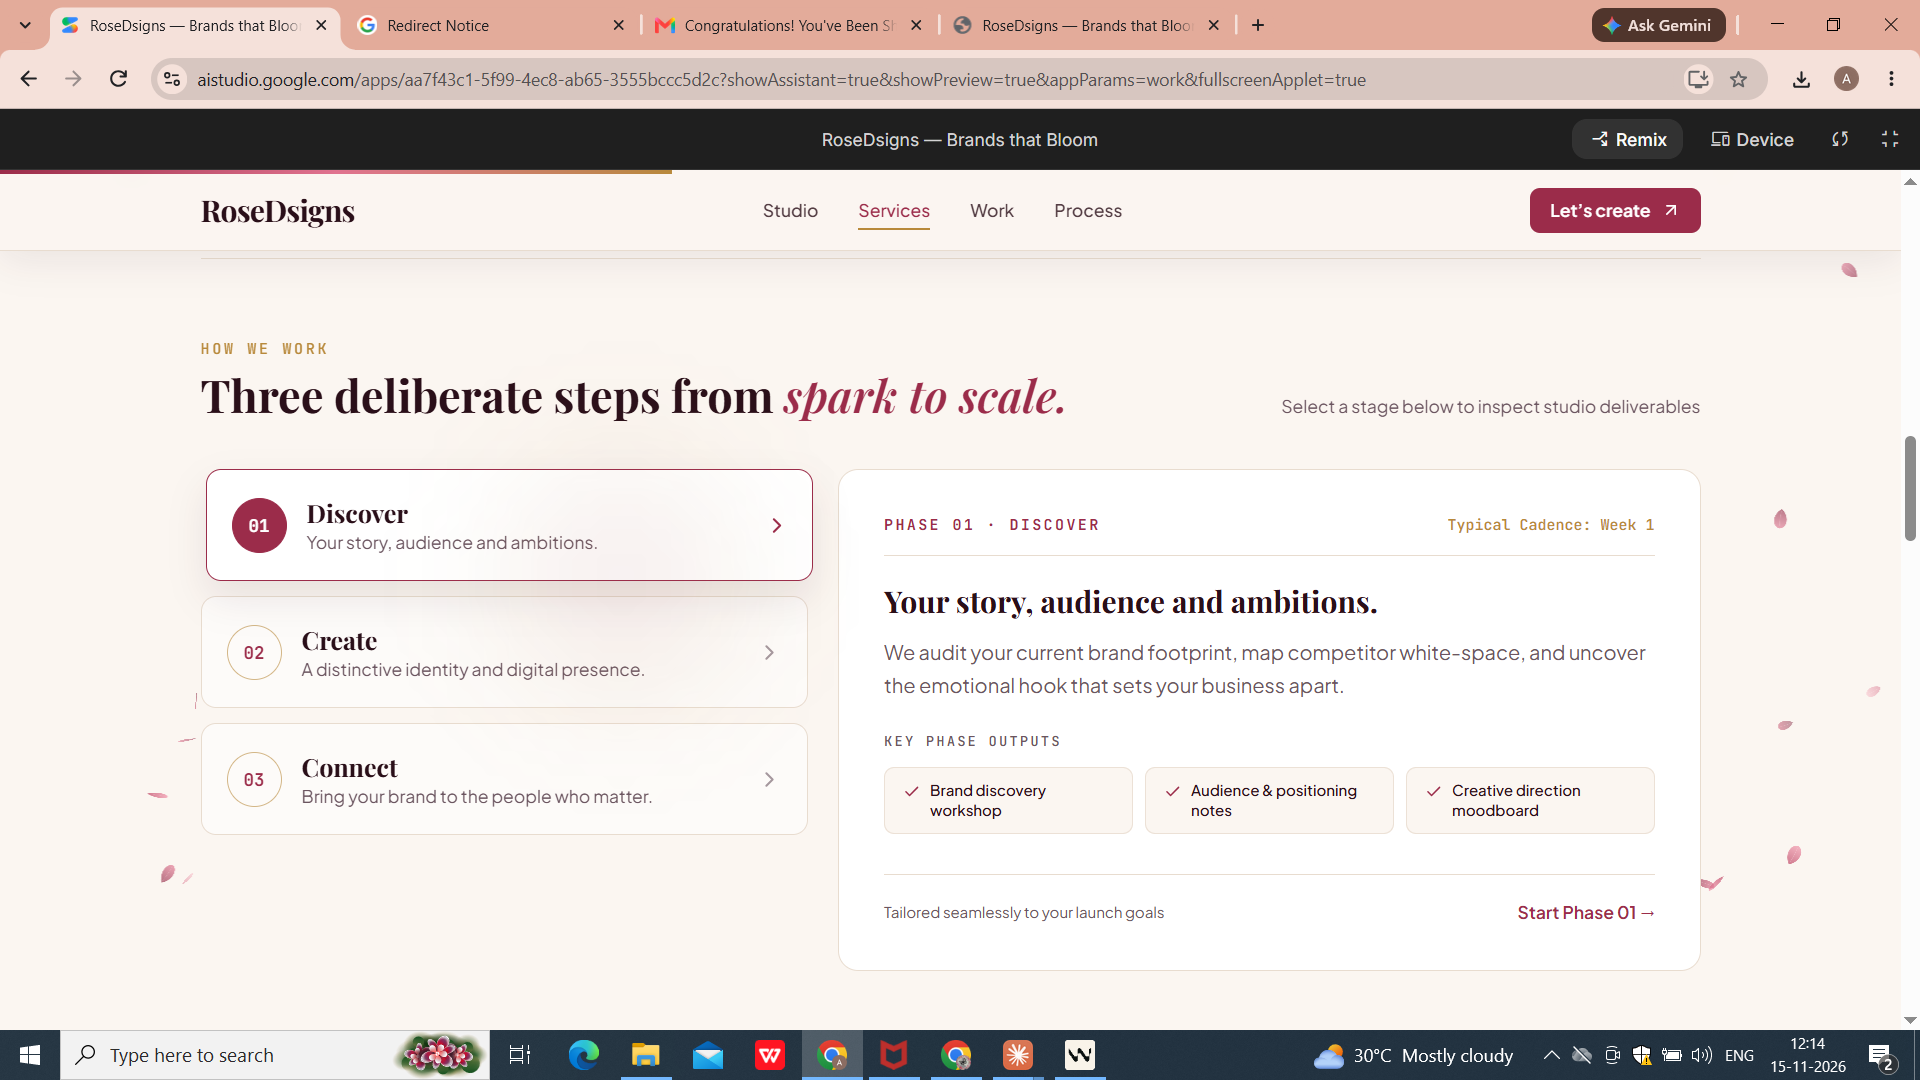 RoseDsigns — Brands that Bloo
Redirect Notice
Congratulations! You've Been Sh
RoseDsigns — Brands that Bloo
Ask Gemini
aistudio.google.com/apps/aa7f43c1-5f99-4ec8-ab65-3555bccc5d2c?showAssistant=true&showPreview=true&appParams=work&fullscreenApplet=true
A
RoseDsigns — Brands that Bloom
Remix
Device
RoseDsigns
Studio
Services
Work
Process
Let's create
HOW WE WORK
Three deliberate steps from spark to scale.
Select a stage below to inspect studio deliverables
01
Discover
Your story, audience and ambitions.
02
Create
A distinctive identity and digital presence.
03
Connect
Bring your brand to the people who matter.
PHASE 01 · DISCOVER
Typical Cadence: Week 1
Your story, audience and ambitions.
We audit your current brand footprint, map competitor white-space, and uncover
the emotional hook that sets your business apart.
KEY PHASE OUTPUTS
Brand discovery
workshop
Audience & positioning
notes
Creative direction
moodboard
Tailored seamlessly to your launch goals
Start Phase 01 →
Type here to search
30°C Mostly cloudy
ENG
12:14
15-11-2026
2